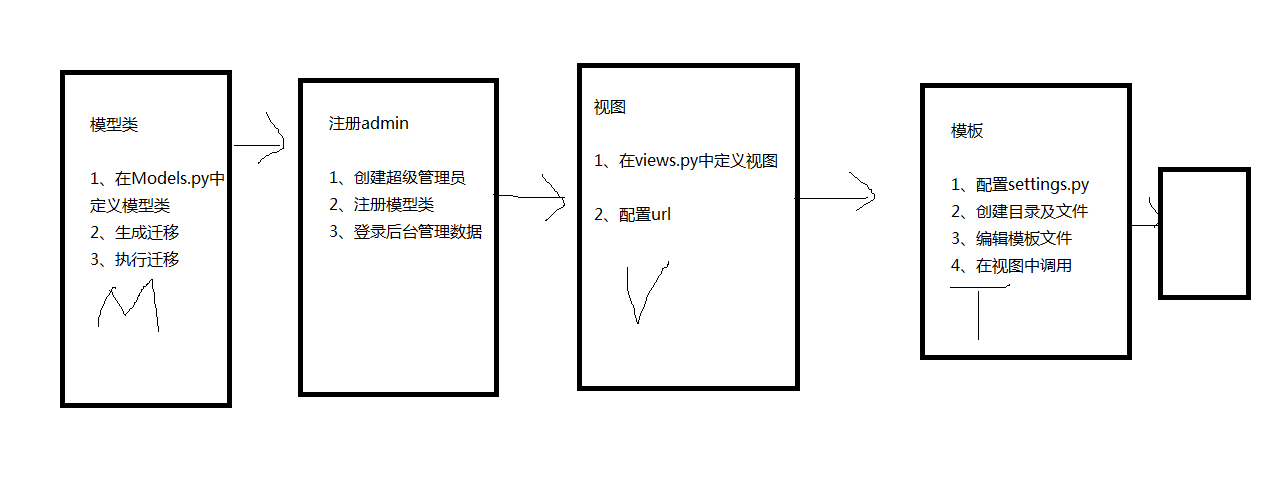 模型类
1、在Models.py中
定义模型类
2、生成迁移
3、执行迁移
M
注册admin
1、创建超级管理员
2、注册模型类
3、登录后台管理数据
视图
1、在views.py中定义视图
2、配置url
V
模板
1、配置settings.py
2、创建目录及文件
3、编辑模板文件
4、在视图中调用
T